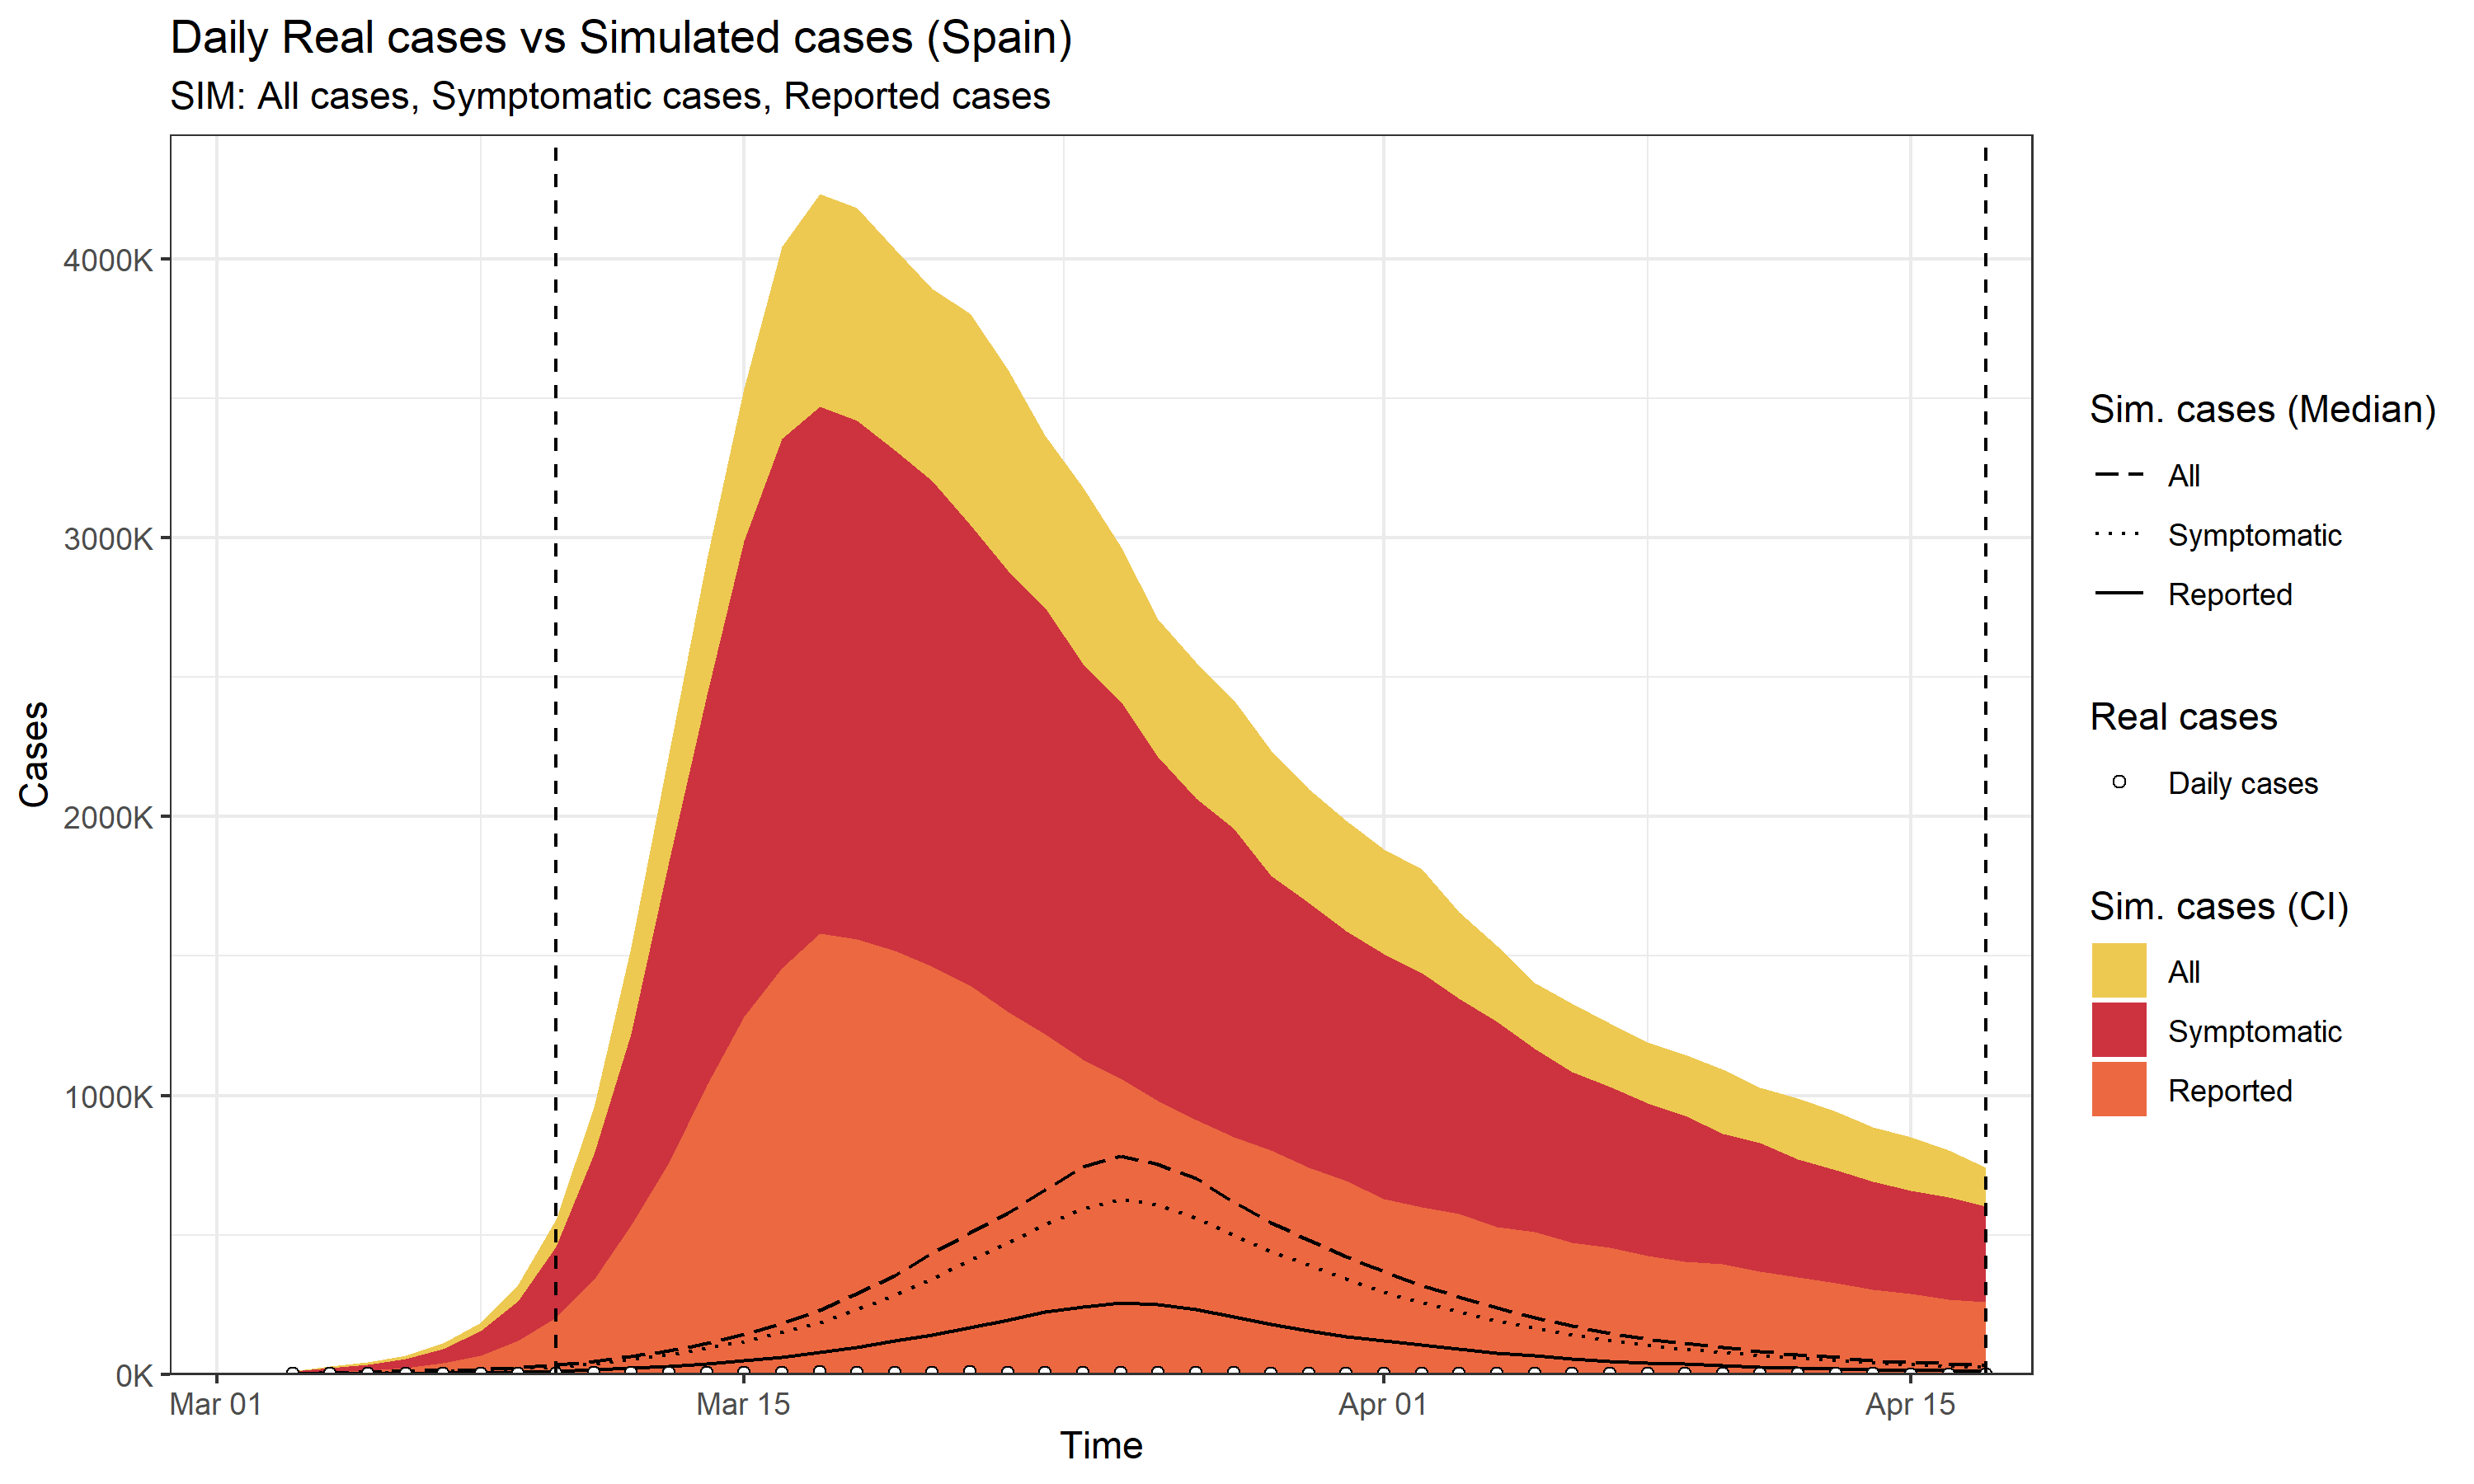 Daily Real cases vs Simulated cases (Spain)
SIM: All cases, Symptomatic cases, Reported cases
Cases
4000K
3000K
2000K
1000K
0K
Mar 01
Mar 15
Apr 01
Apr 15
Time
Sim. cases (Median)
All
Symptomatic
Reported
Real cases
Daily cases
Sim. cases (CI)
All
Symptomatic
Reported